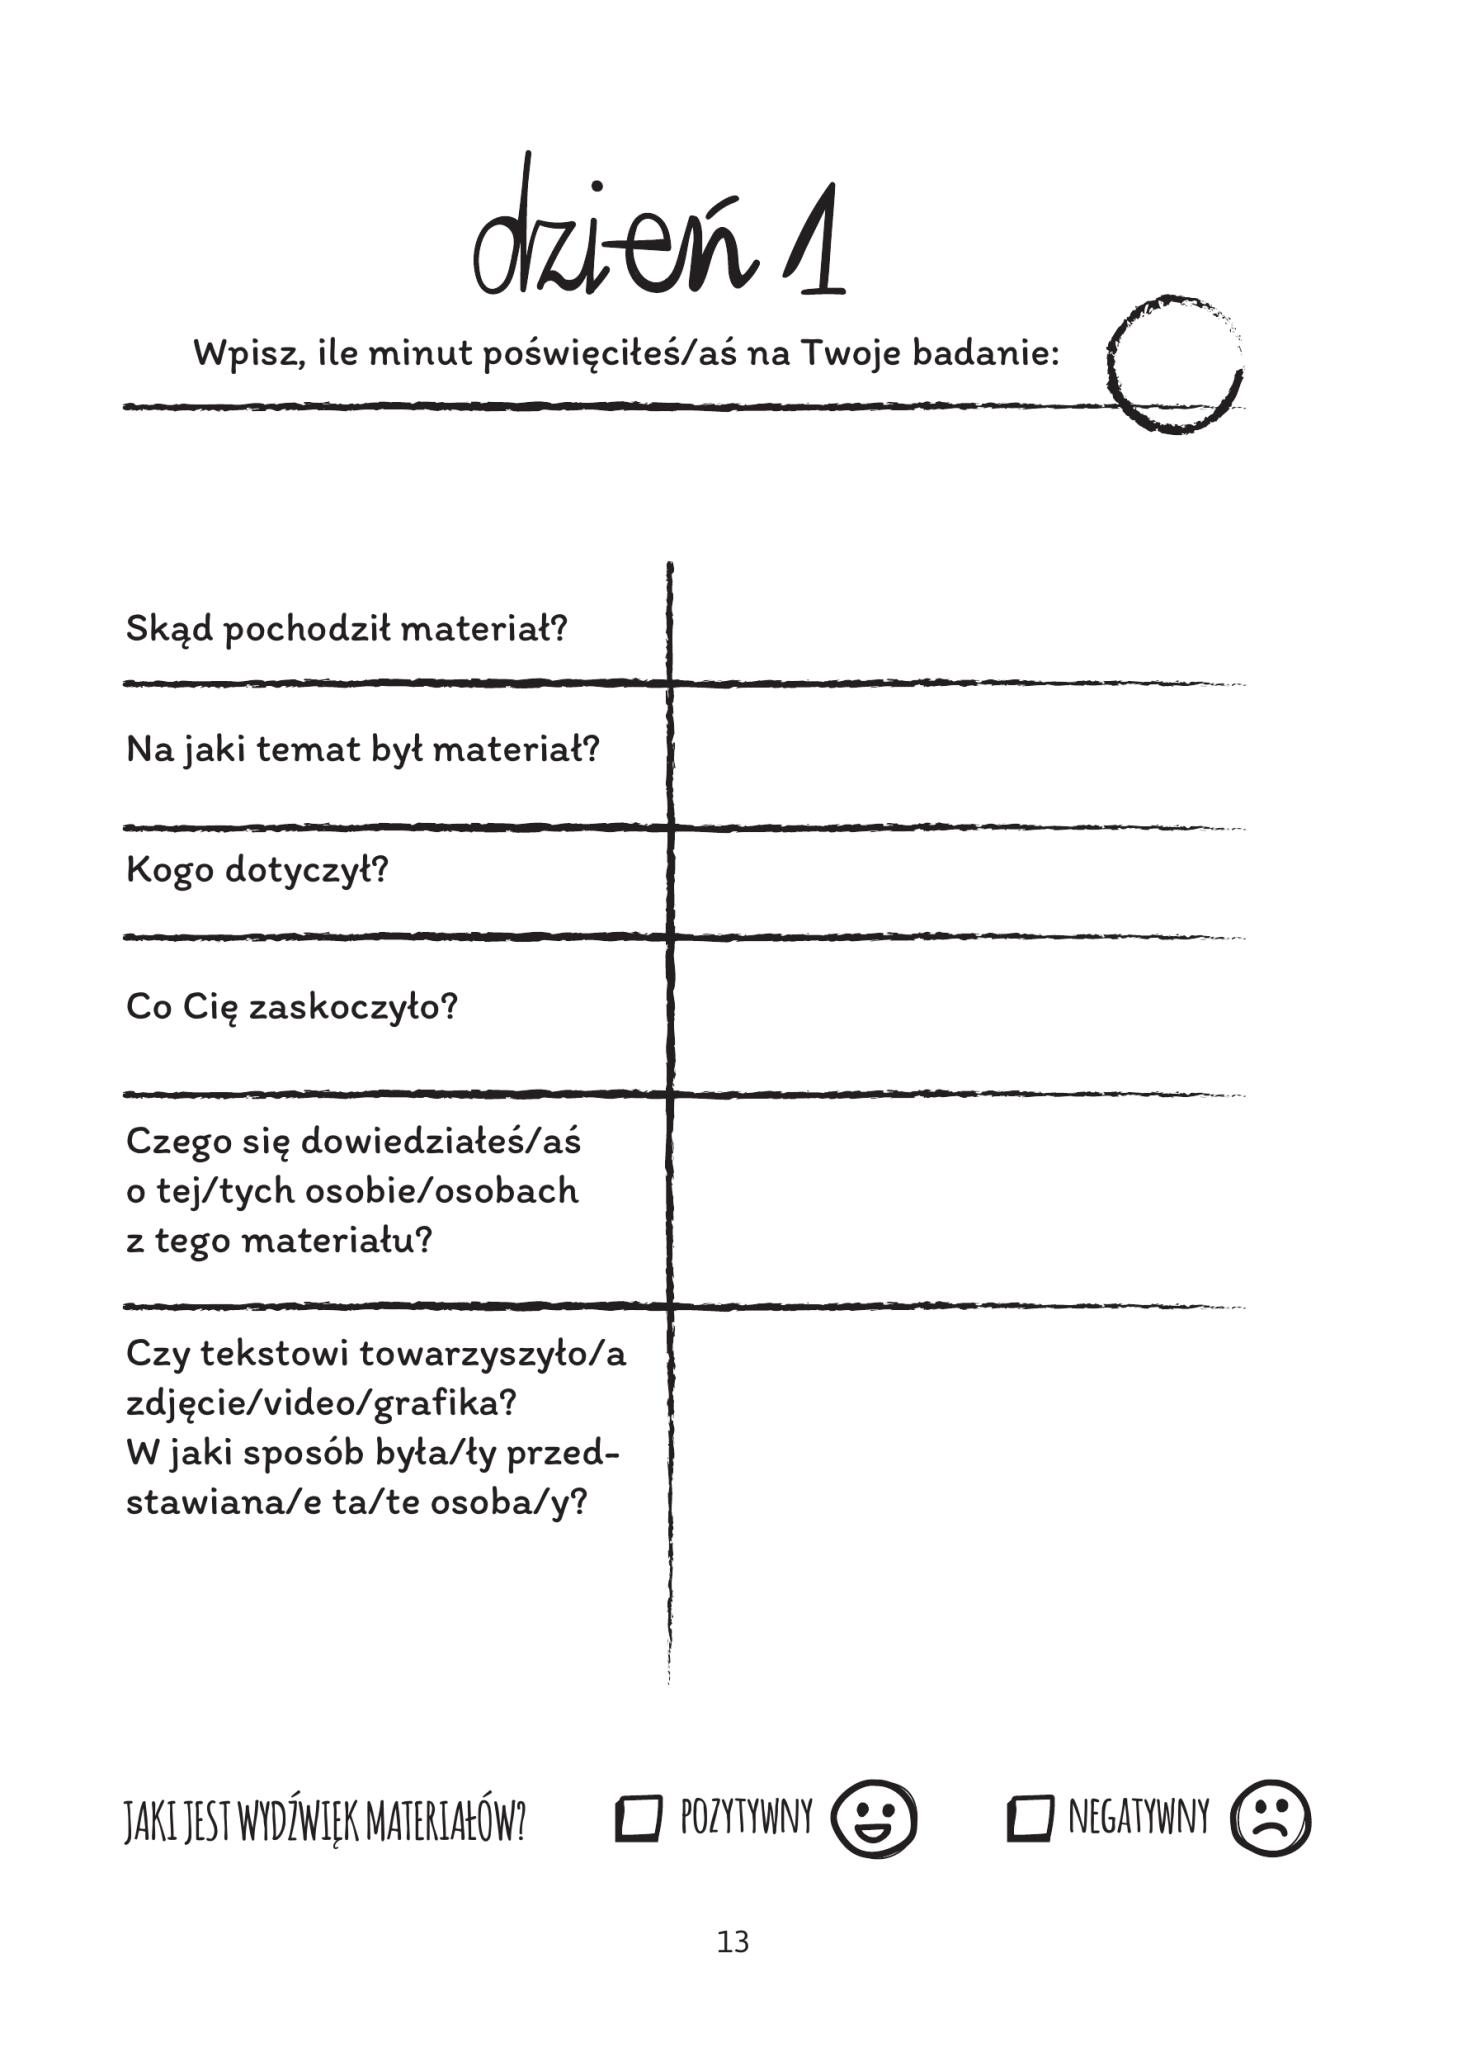 dzień 1
Wpisz, ile minut poświęciłeś/aś na Twoje badanie:
Skąd pochodził materiał?
Na jaki temat był materiał?
Kogo dotyczył?
Co Cię zaskoczyło?
Czego się dowiedziałeś/aś
o tej/tych osobie/osobach
z tego materiału?
Czy tekstowi towarzyszyło/a
zdjęcie/video/grafika?
W jaki sposób była/ły przed-
stawiana/e ta/te osoba/y?
JAKI JEST WYDŹWIĘK MATERIAŁÓW? POZYTYWNY NEGATYWNY
13